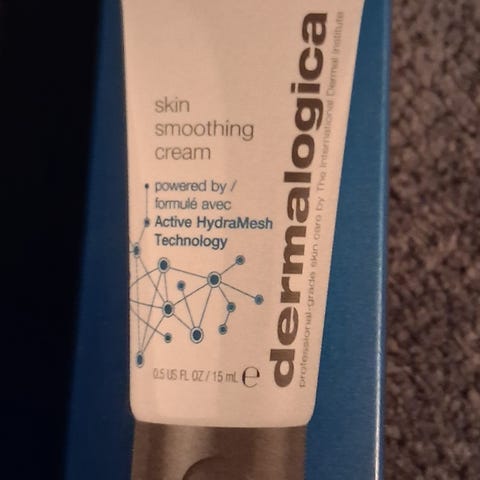 skin
smoothing
cream
powered by /
formulé avec
Active HydraMesh
Technology
0.5 US FL OZ / 15 mL ℮
dermalogica
professional-grade skin care by The International Dermal Institute